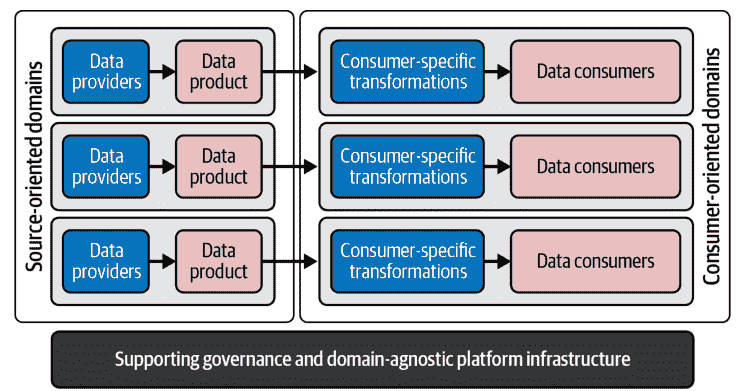 Source-oriented domains
Data
providers
Data
product
Consumer-specific
transformations
Data consumers
Data
providers
Data
product
Consumer-specific
transformations
Data consumers
Data
providers
Data
product
Consumer-specific
transformations
Data consumers
Consumer-oriented domains
Supporting governance and domain-agnostic platform infrastructure